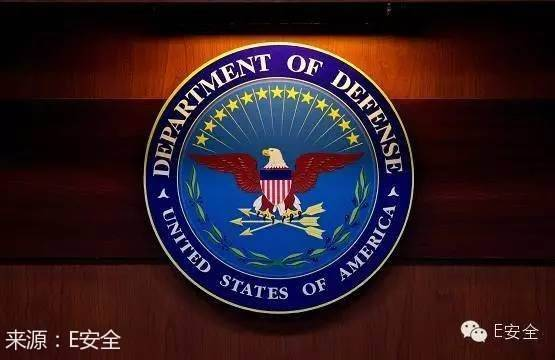 DEPARTMENT OF DEFENSE
UNITED STATES OF AMERICA
来源：E安全
E安全